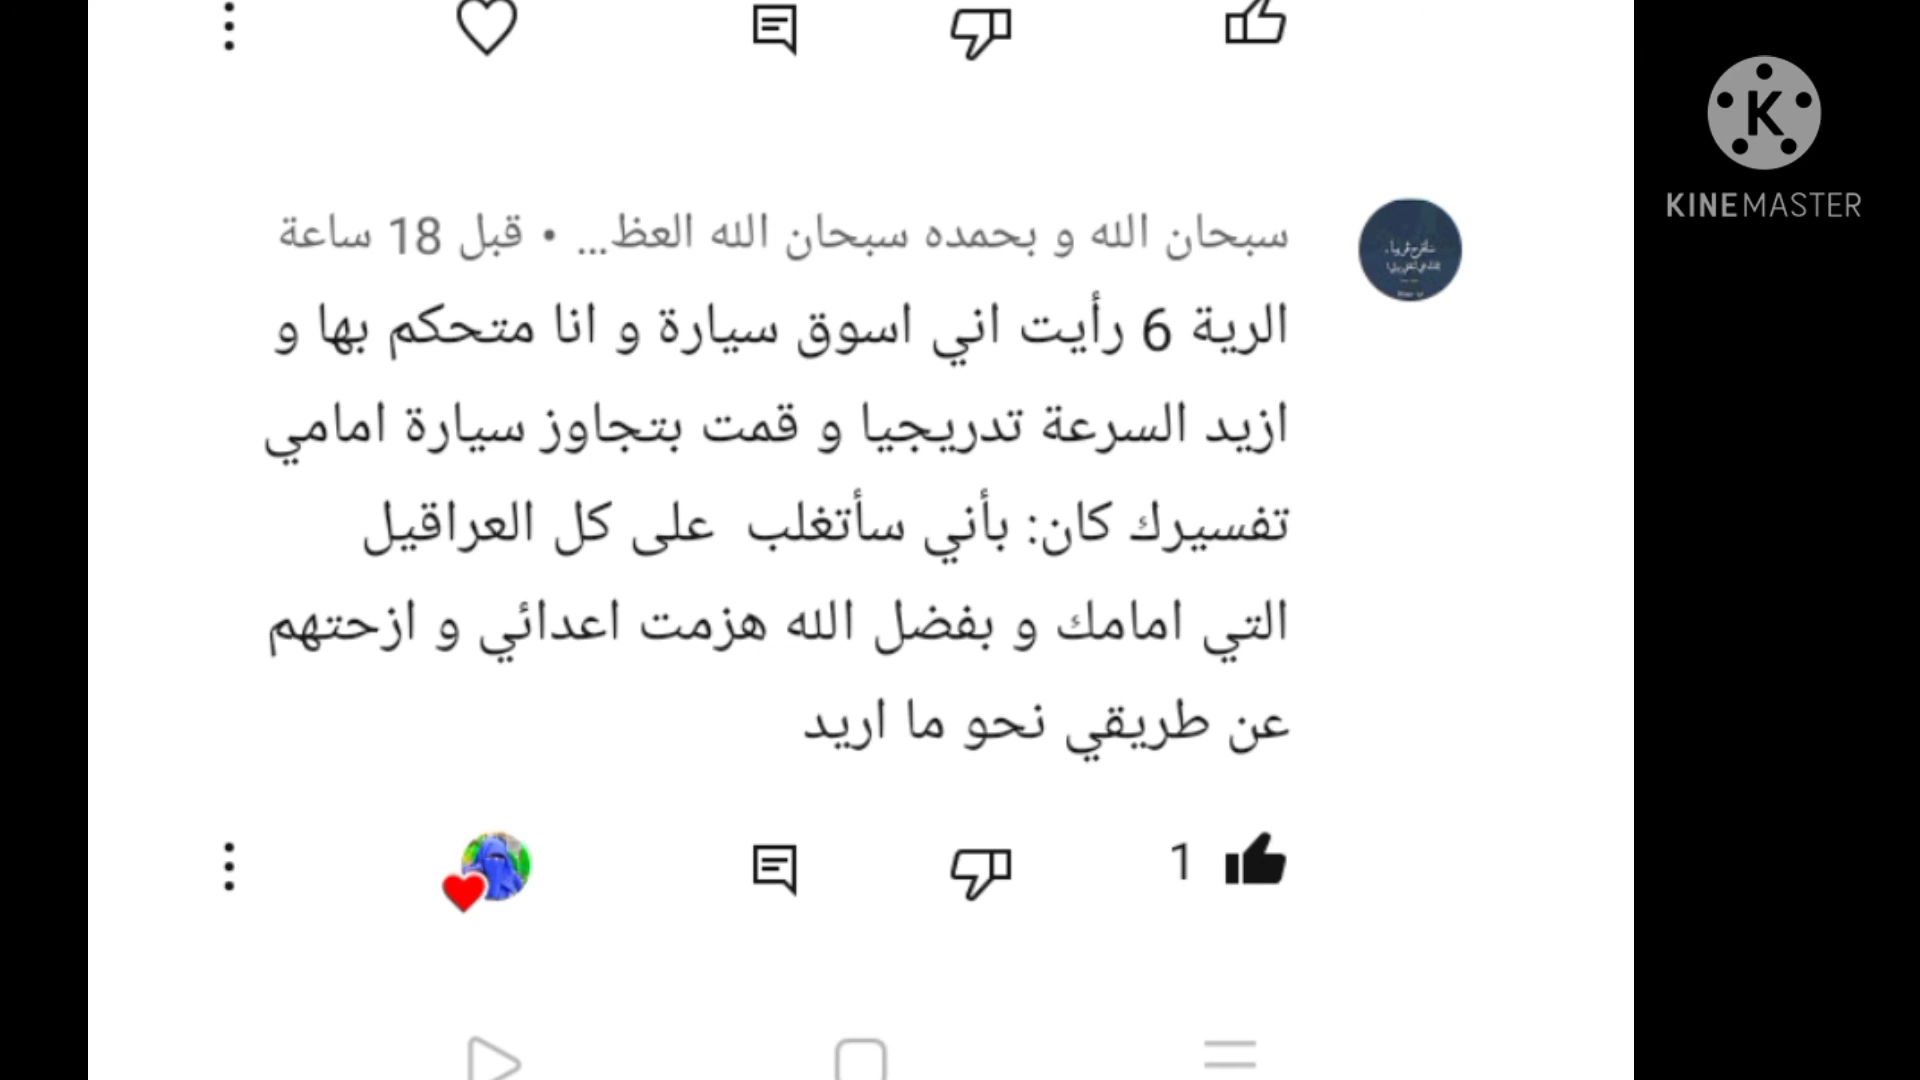 سبحان الله و بحمده سبحان الله العظ... • قبل 18 ساعة
الرية 6 رأيت اني اسوق سيارة و انا متحكم بها و
ازيد السرعة تدريجيا و قمت بتجاوز سيارة امامي
تفسيرك كان: بأني سأتغلب على كل العراقيل
التي امامك و بفضل الله هزمت اعدائي و ازحتهم
عن طريقي نحو ما اريد
1
K
KINEMASTER